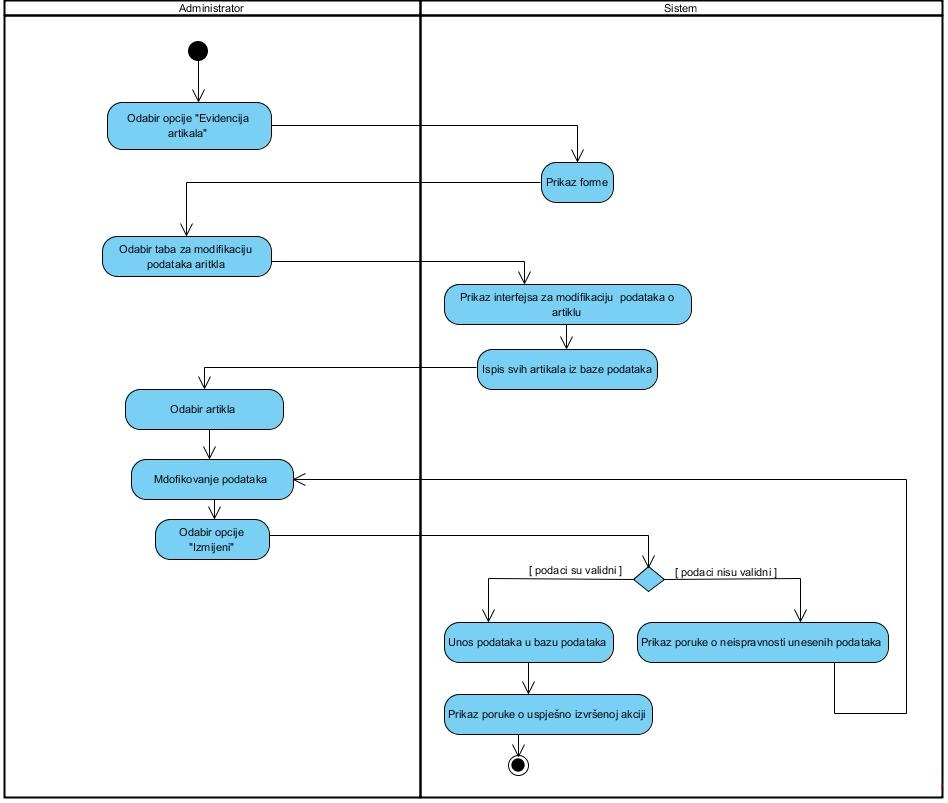 Administrator
Sistem
Odabir opcije "Evidencija
artikala"
Prikaz forme
Odabir taba za modifikaciju
podataka aritkla
Prikaz interfejsa za modifikaciju podataka o
artiklu
Ispis svih artikala iz baze podataka
Odabir artikla
Mdofikovanje podataka
Odabir opcije
"Izmijeni"
[ podaci su validni ]
[ podaci nisu validni ]
Unos podataka u bazu podataka
Prikaz poruke o neispravnosti unesenih podataka
Prikaz poruke o uspješno izvršenoj akciji